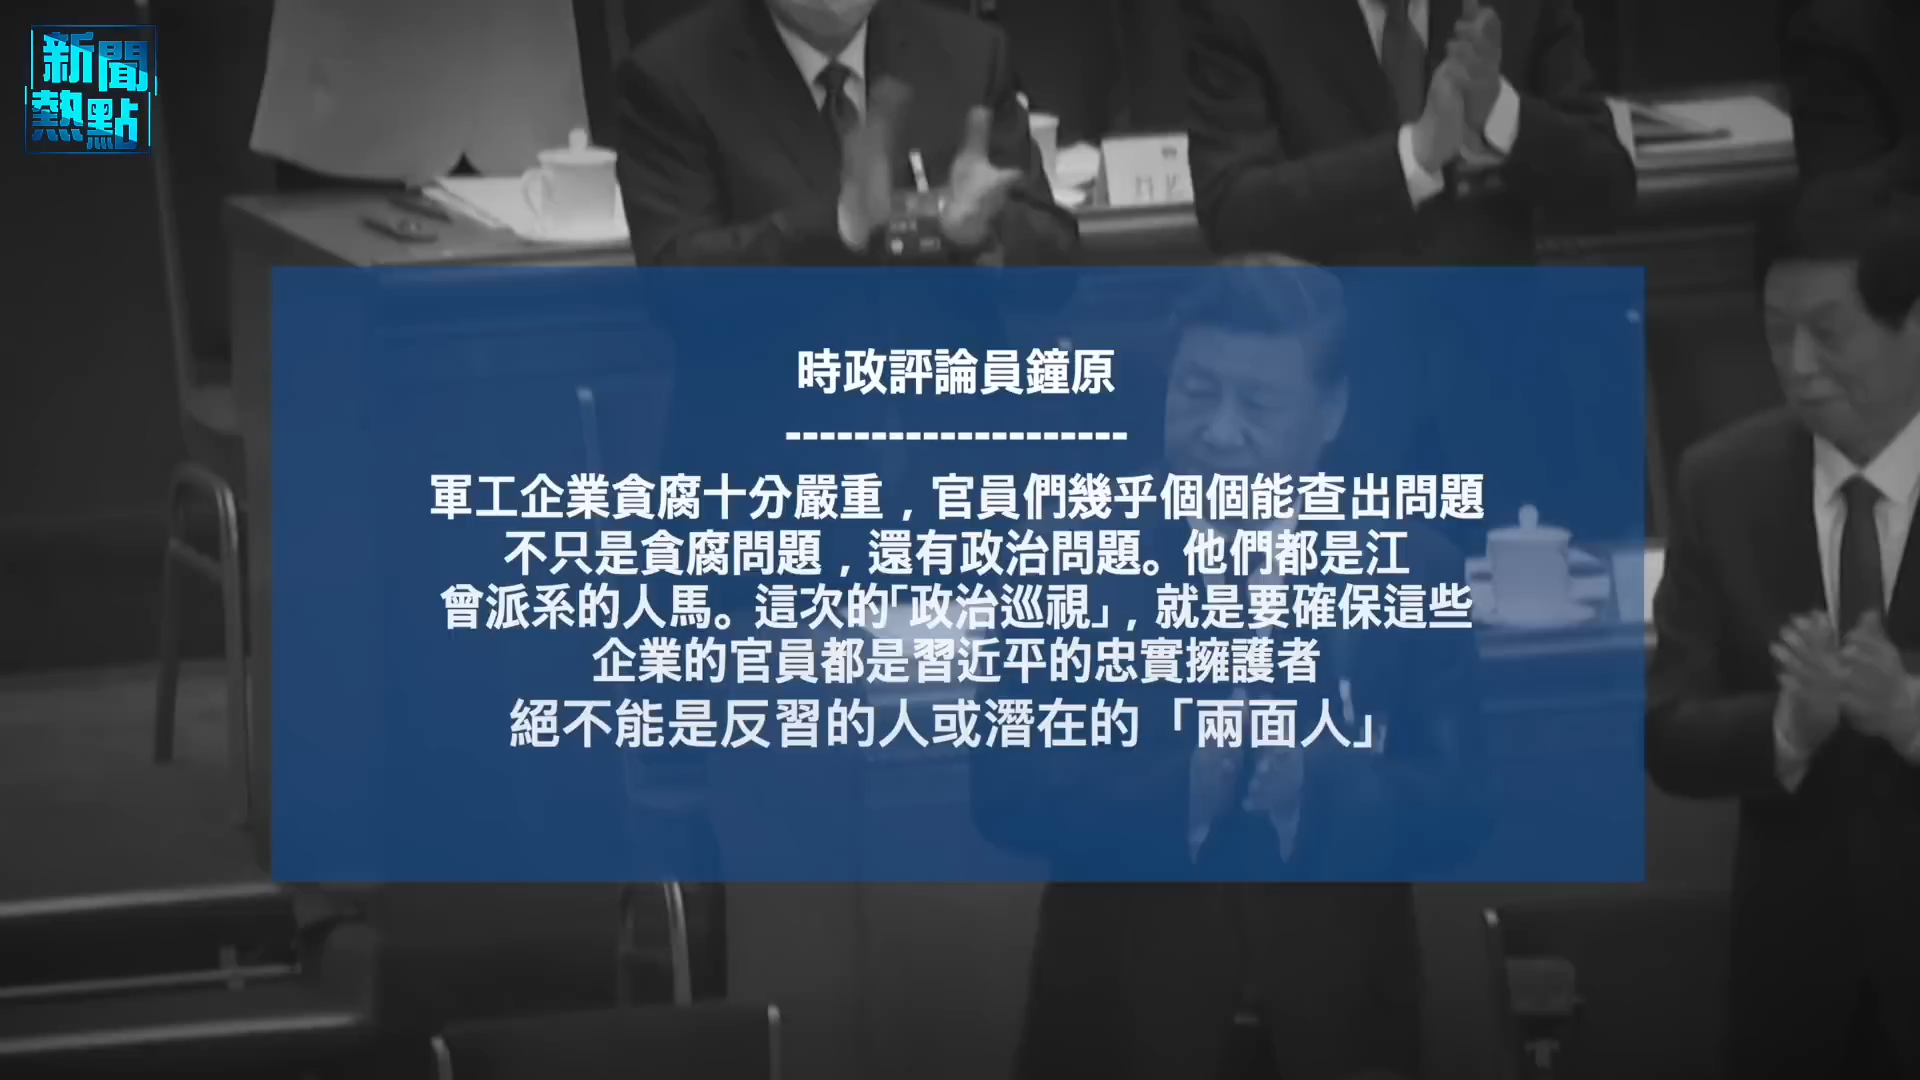 新聞
熱點
時政評論員鐘原
--------------------
軍工企業貪腐十分嚴重，官員們幾乎個個能查出問題
不只是貪腐問題，還有政治問題。他們都是江
曾派系的人馬。這次的「政治巡視」，就是要確保這些
企業的官員都是習近平的忠實擁護者
絕不能是反習的人或潛在的「兩面人」